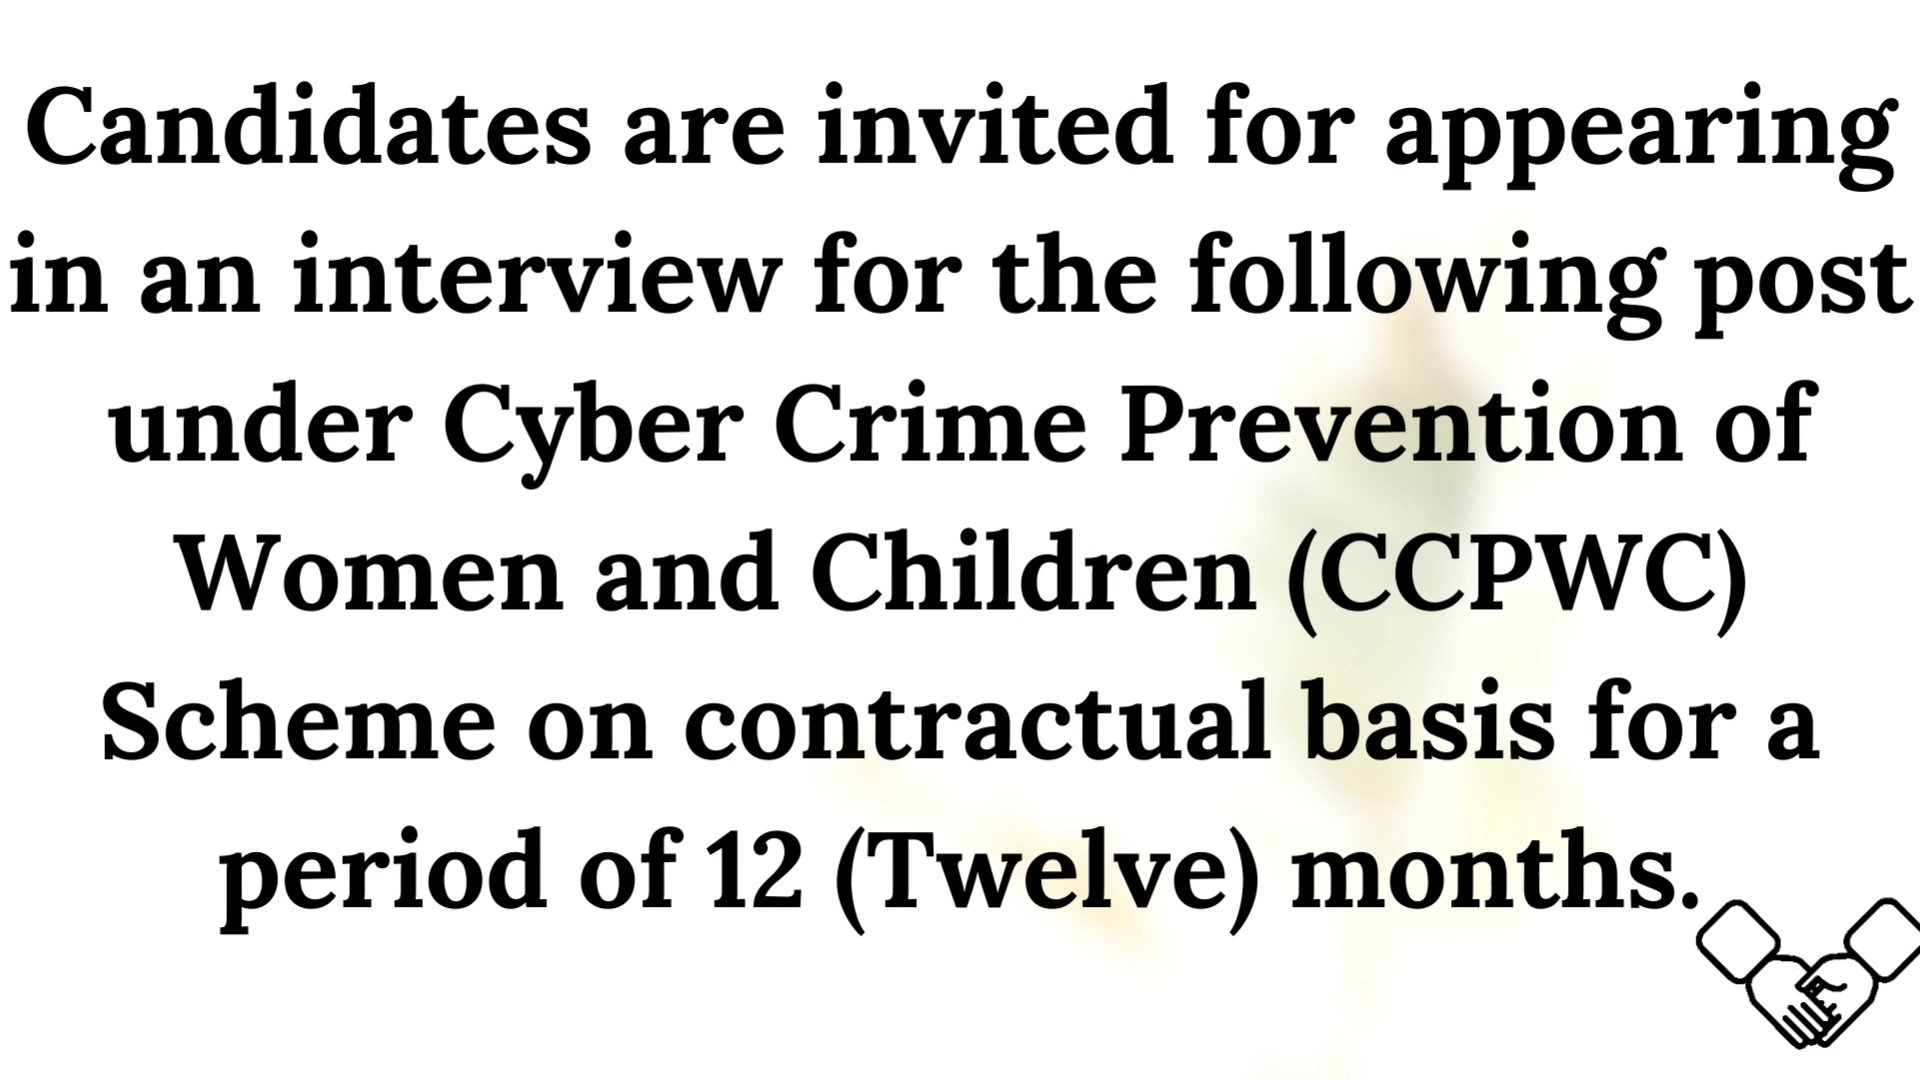 Candidates are invited for appearing
in an interview for the following post
under Cyber Crime Prevention of
Women and Children (CCPWC)
Scheme on contractual basis for a
period of 12 (Twelve) months.